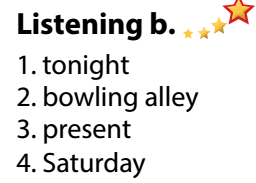 Listening b.
1. tonight
2. bowling alley
3. present
4. Saturday